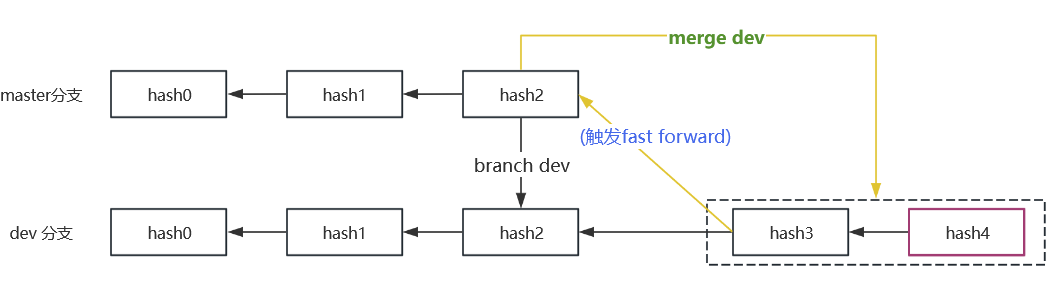 merge dev
master分支
hash0
hash1
hash2
(触发fast forward)
branch dev
dev 分支
hash0
hash1
hash2
hash3
hash4